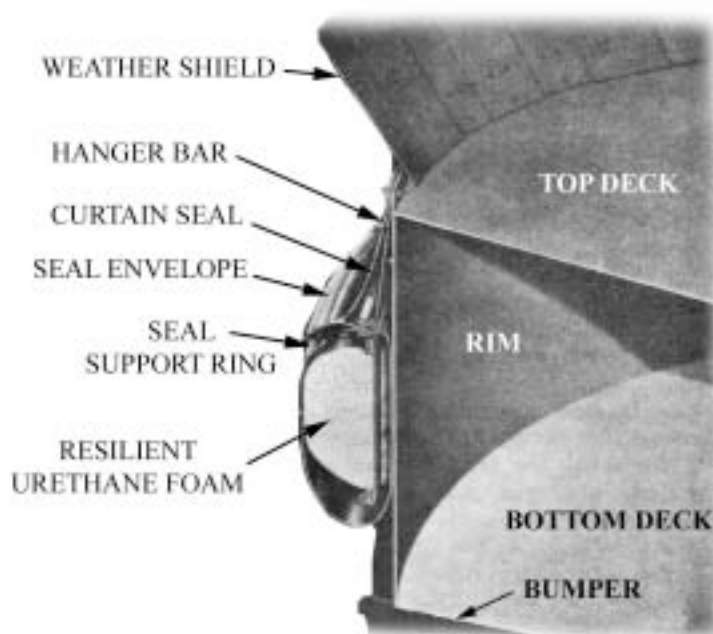 WEATHER SHIELD
HANGER BAR
TOP DECK
CURTAIN SEAL
SEAL ENVELOPE
SEAL
SUPPORT RING
RIM
RESILIENT
URETHANE FOAM
BOTTOM DECK
BUMPER